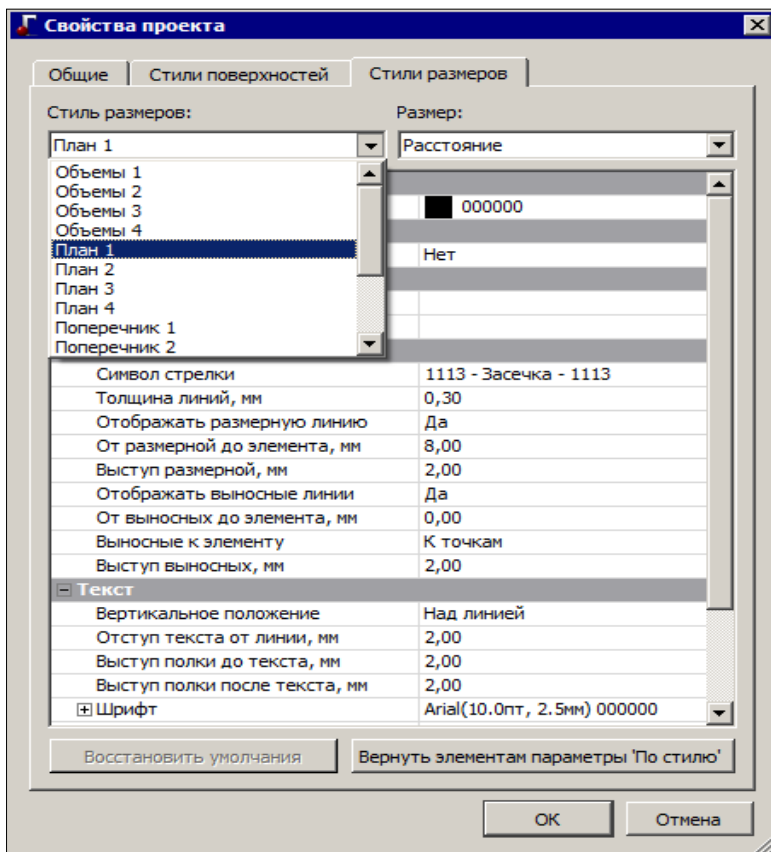 Свойства проекта
Общие Стили поверхностей Стили размеров
Стиль размеров: Размер:
План 1 Расстояние
Объемы 1
Объемы 2
Объемы 3
Объемы 4
План 1
План 2
План 3
План 4
Поперечник 1
Поперечник 2
000000
Нет
Символ стрелки 1113 - Засечка - 1113
Толщина линий, мм 0,30
Отображать размерную линию Да
От размерной до элемента, мм 8,00
Выступ размерной, мм 2,00
Отображать выносные линии Да
От выносных до элемента, мм 0,00
Выносные к элементу К точкам
Выступ выносных, мм 2,00
Текст
Вертикальное положение Над линией
Отступ текста от линии, мм 2,00
Выступ полки до текста, мм 2,00
Выступ полки после текста, мм 2,00
Шрифт Arial(10.0пт, 2.5мм) 000000
Восстановить умолчания Вернуть элементам параметры 'По стилю'
ОК Отмена